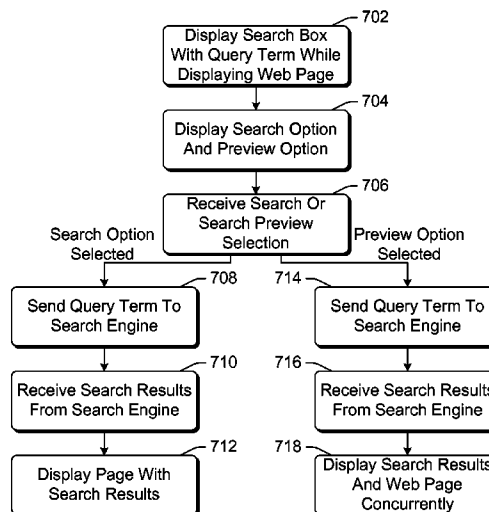 702
Display Search Box
With Query Term While
Displaying Web Page
704
Display Search Option
And Preview Option
706
Receive Search Or
Search Preview
Selection
Search Option
Selected
Preview Option
Selected
708
Send Query Term To
Search Engine
710
Receive Search Results
From Search Engine
712
Display Page With
Search Results
714
Send Query Term To
Search Engine
716
Receive Search Results
From Search Engine
718
Display Search Results
And Web Page
Concurrently